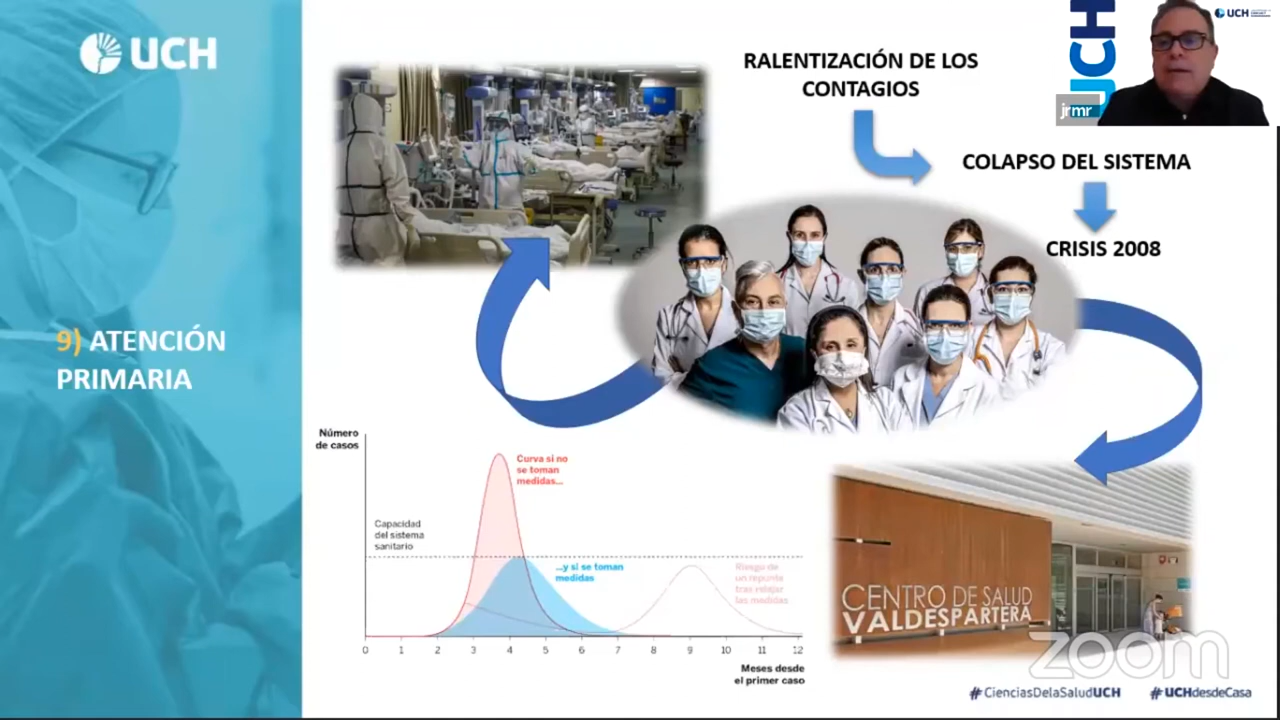 UCH
9) ATENCIÓN
PRIMARIA
RALENTIZACIÓN DE LOS
CONTAGIOS
COLAPSO DEL SISTEMA
CRISIS 2008
UCH
UCH
jrmr
Número
de casos
Curva si no
se toman
medidas...
Capacidad
del sistema
sanitario
...y si se toman
medidas
Riesgo de
un repunte
tras relajar
las medidas
0 1 2 3 4 5 6 7 8 9 10 11 12
Meses desde
el primer caso
CENTRO DE SALUD
VALDESPARTERA
zoom
#CienciasDelaSaludUCH #UCHdesdeCasa